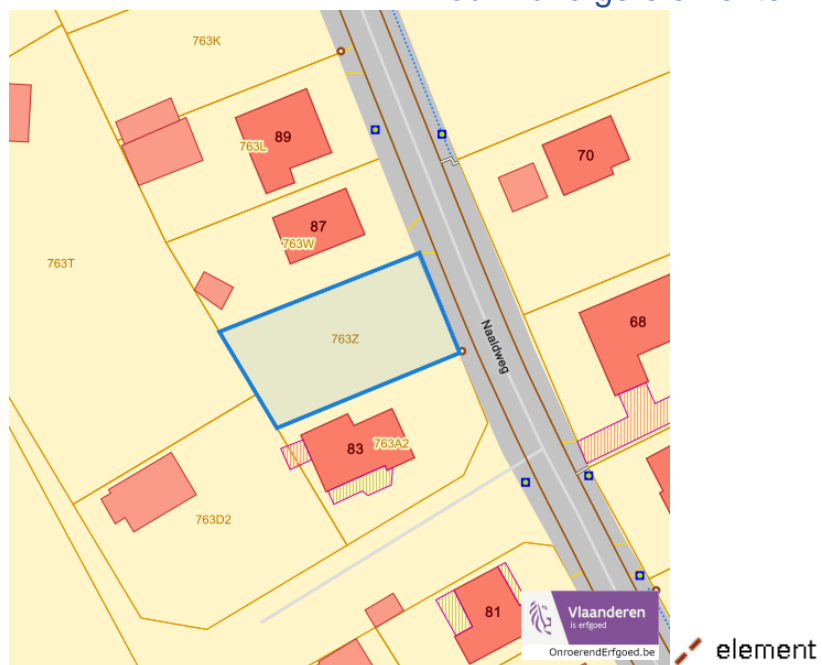 763K
89
763L
70
87
763W
763T
763Z
Naaldweg
68
83
763A2
763D2
81
Vlaanderen
is erfgoed
OnroerendErfgoed.be
element